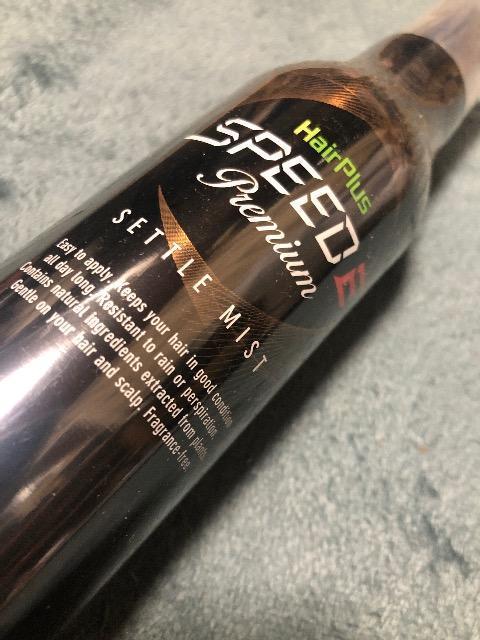 HairPlus
SPEED E
Premium
SETTLE MIST
Easy to apply. Keeps your hair in good condition
all day long. Resistant to rain or perspiration.
Contains natural ingredients extracted from plants.
Gentle on your hair and scalp. Fragrance-free.